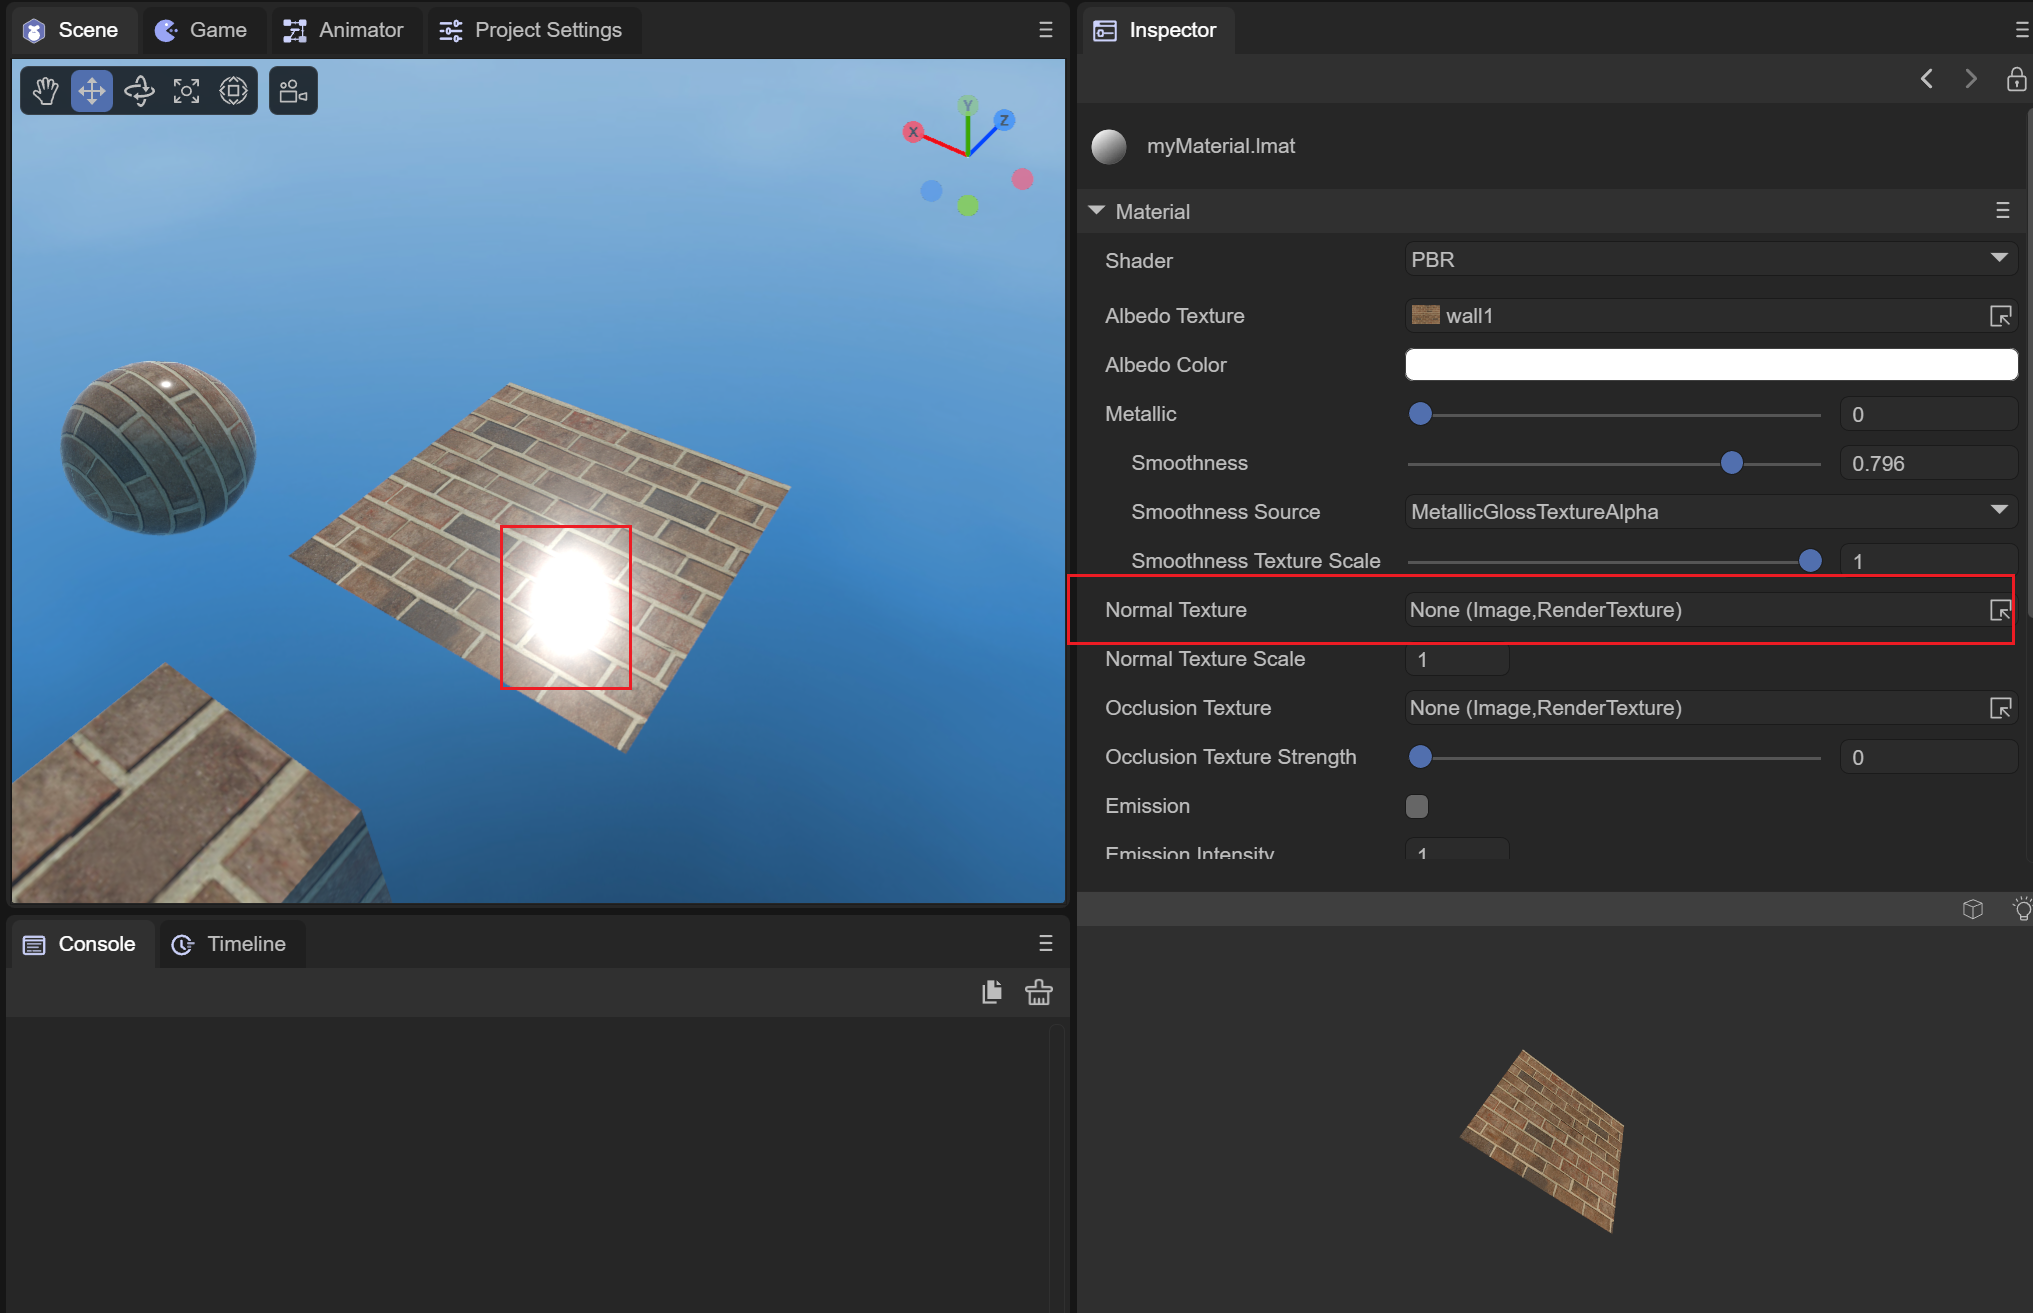 Scene
Game
Animator
Project Settings
Y
X
Z
Console
Timeline
Inspector
myMaterial.lmat
Material
Shader
PBR
Albedo Texture
wall1
Albedo Color
Metallic
0
Smoothness
0.796
Smoothness Source
MetallicGlossTextureAlpha
Smoothness Texture Scale
1
Normal Texture
None (Image,RenderTexture)
Normal Texture Scale
1
Occlusion Texture
None (Image,RenderTexture)
Occlusion Texture Strength
0
Emission
Emission Intensity
1